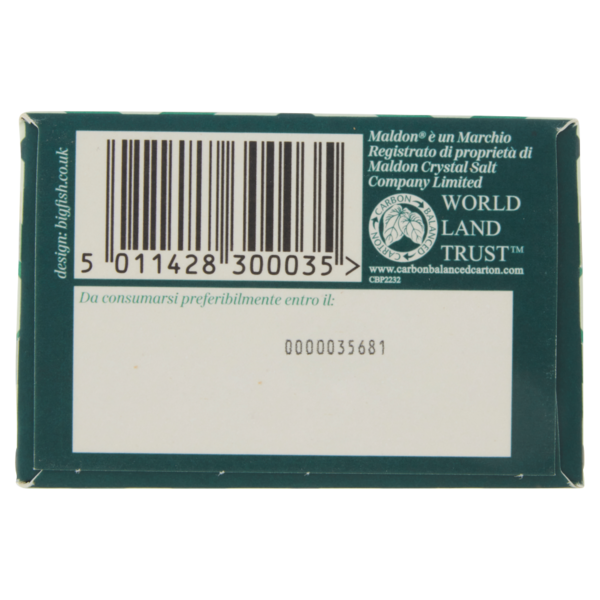 design: bigfish.co.uk
5 011428 300035 >
Maldon® è un Marchio
Registrato di proprietà di
Maldon Crystal Salt
Company Limited
CARBON BALANCED CARTON
WORLD
LAND
TRUST™
www.carbonbalancedcarton.com
CBP2232
Da consumarsi preferibilmente entro il:
0000035681